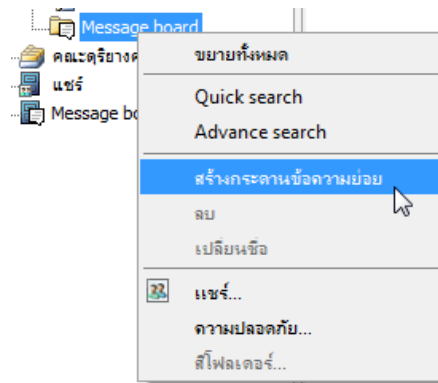 Message board
คณะดุริยางค
แชร์
Message bo
ขยายทั้งหมด
Quick search
Advance search
สร้างกระดานข้อความย่อย
ลบ
เปลี่ยนชื่อ
แชร์...
ความปลอดภัย...
สีโฟลเดอร์...